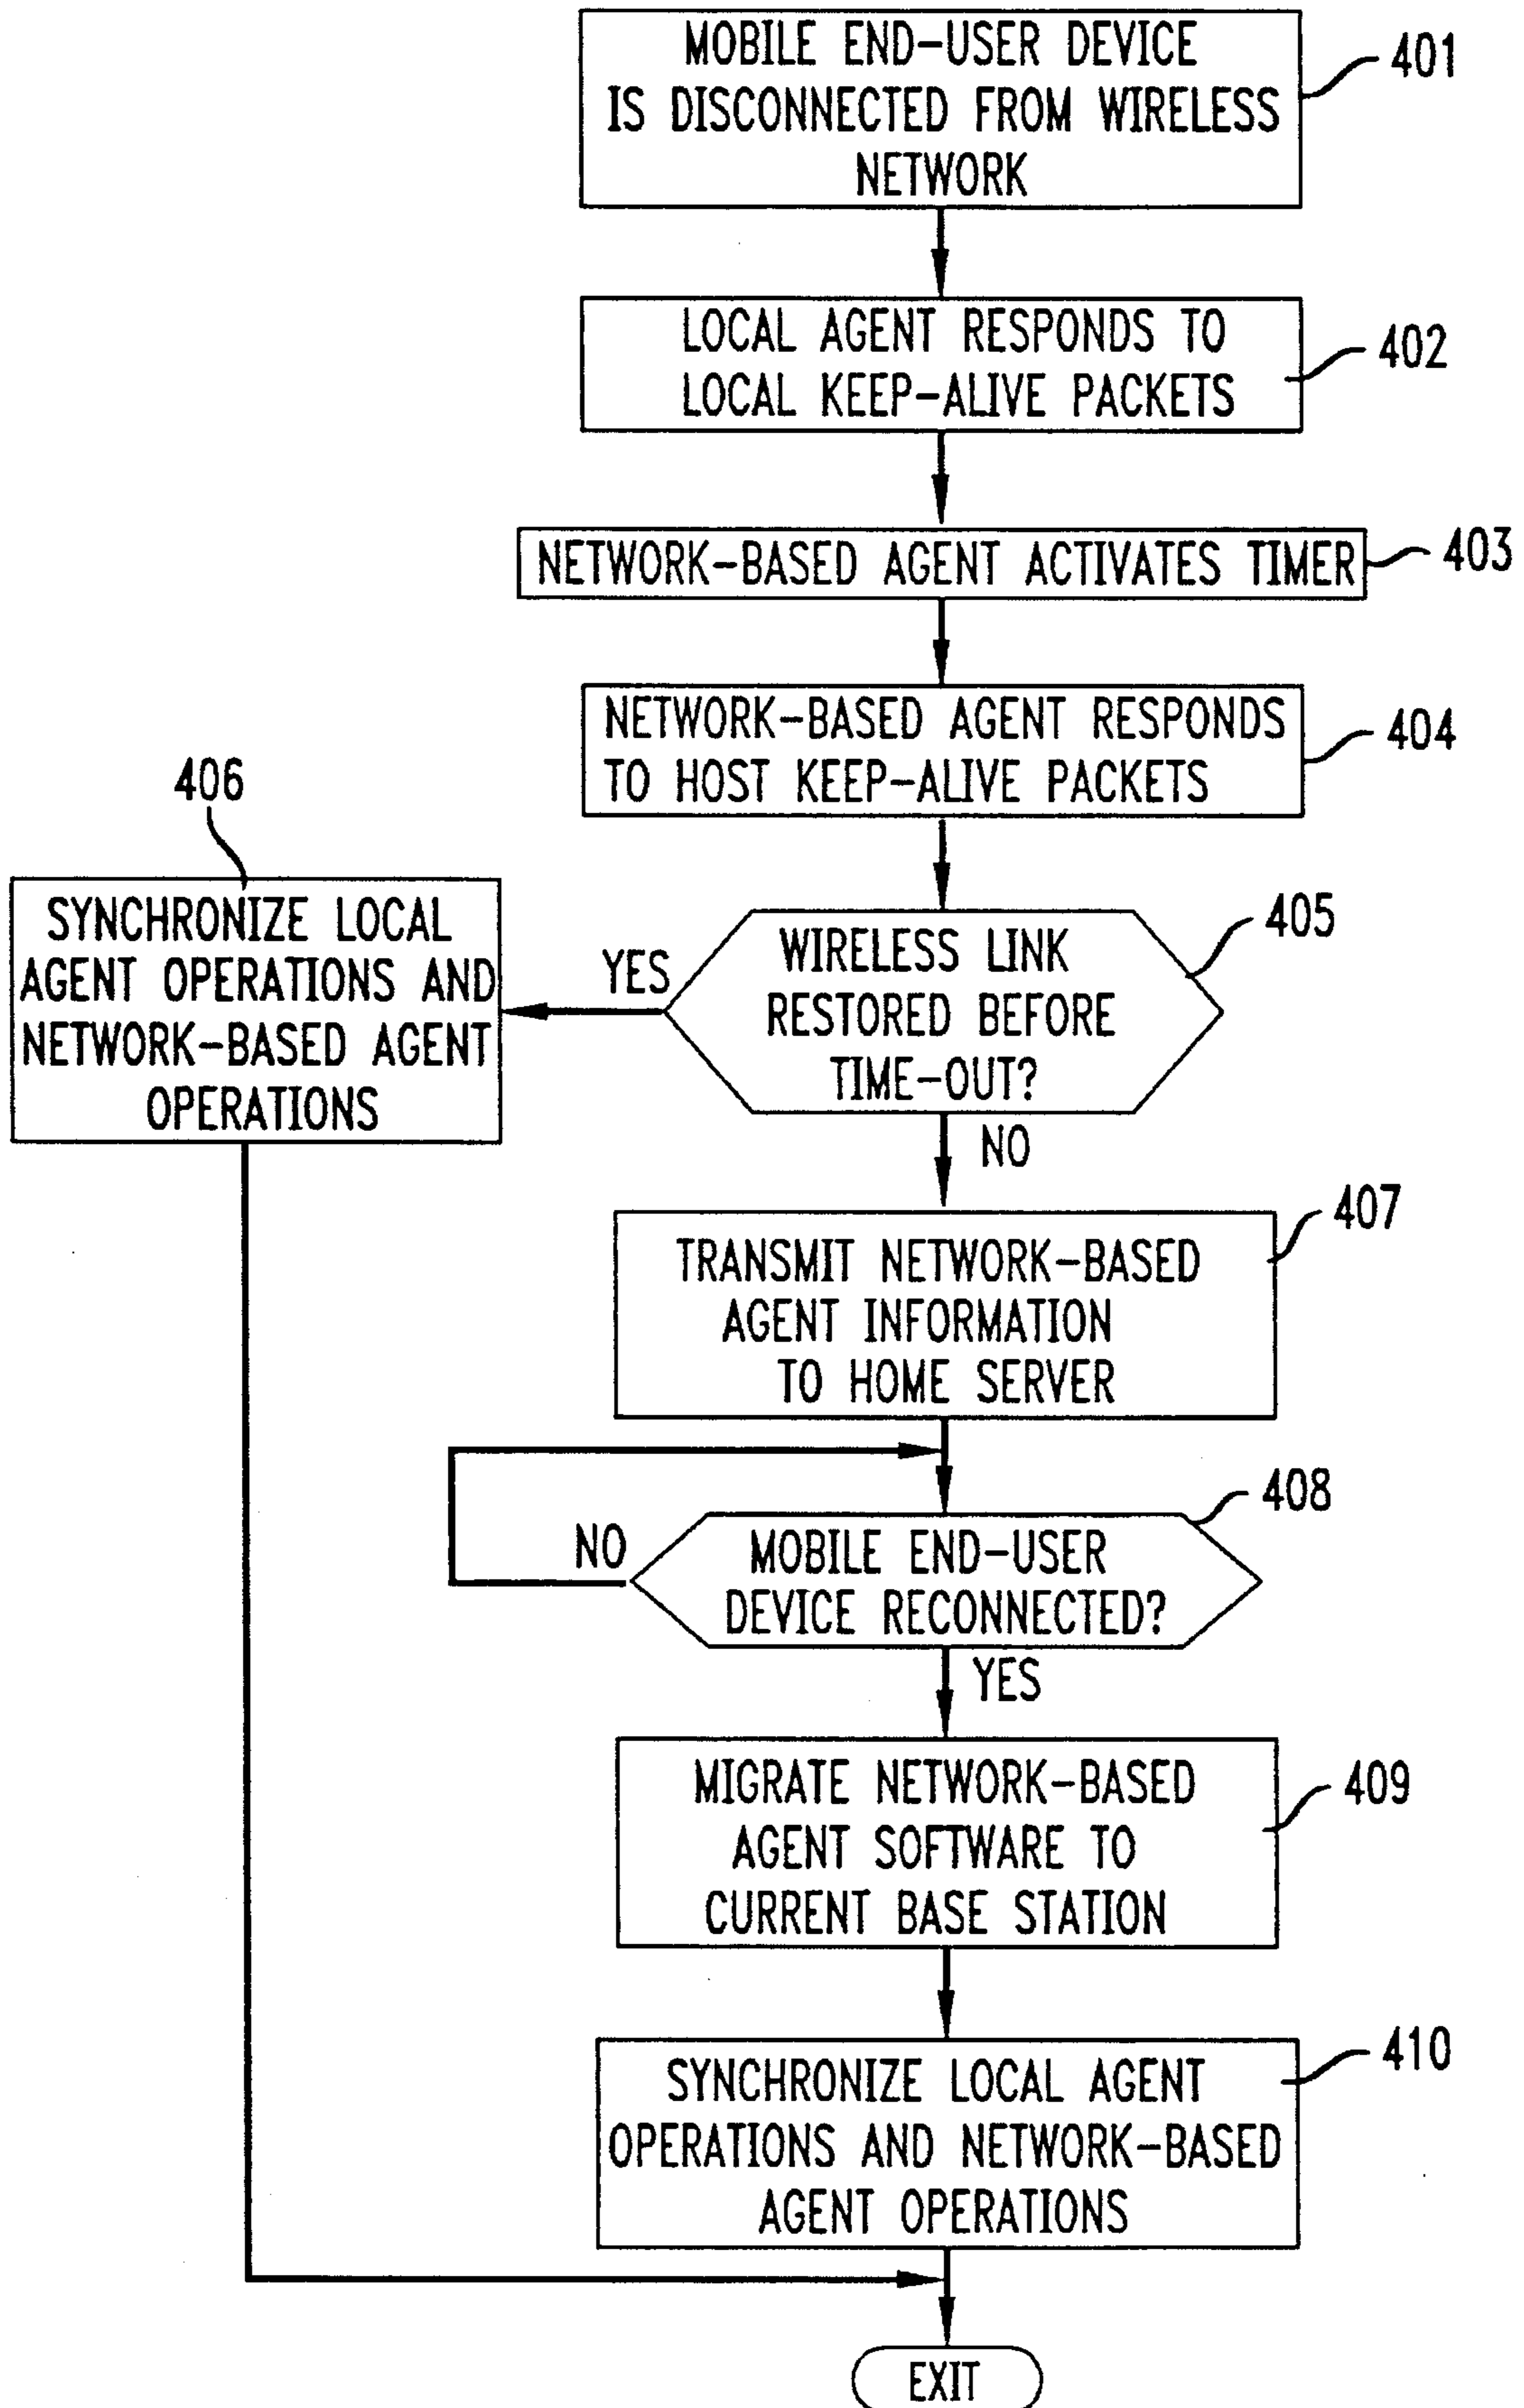 MOBILE END-USER DEVICE
IS DISCONNECTED FROM WIRELESS
NETWORK
401
LOCAL AGENT RESPONDS TO
LOCAL KEEP-ALIVE PACKETS
402
NETWORK-BASED AGENT ACTIVATES TIMER
403
NETWORK-BASED AGENT RESPONDS
TO HOST KEEP-ALIVE PACKETS
404
WIRELESS LINK
RESTORED BEFORE
TIME-OUT?
405
YES
406
SYNCHRONIZE LOCAL
AGENT OPERATIONS AND
NETWORK-BASED AGENT
OPERATIONS
NO
TRANSMIT NETWORK-BASED
AGENT INFORMATION
TO HOME SERVER
407
MOBILE END-USER
DEVICE RECONNECTED?
408
NO
YES
MIGRATE NETWORK-BASED
AGENT SOFTWARE TO
CURRENT BASE STATION
409
SYNCHRONIZE LOCAL AGENT
OPERATIONS AND NETWORK-BASED
AGENT OPERATIONS
410
EXIT